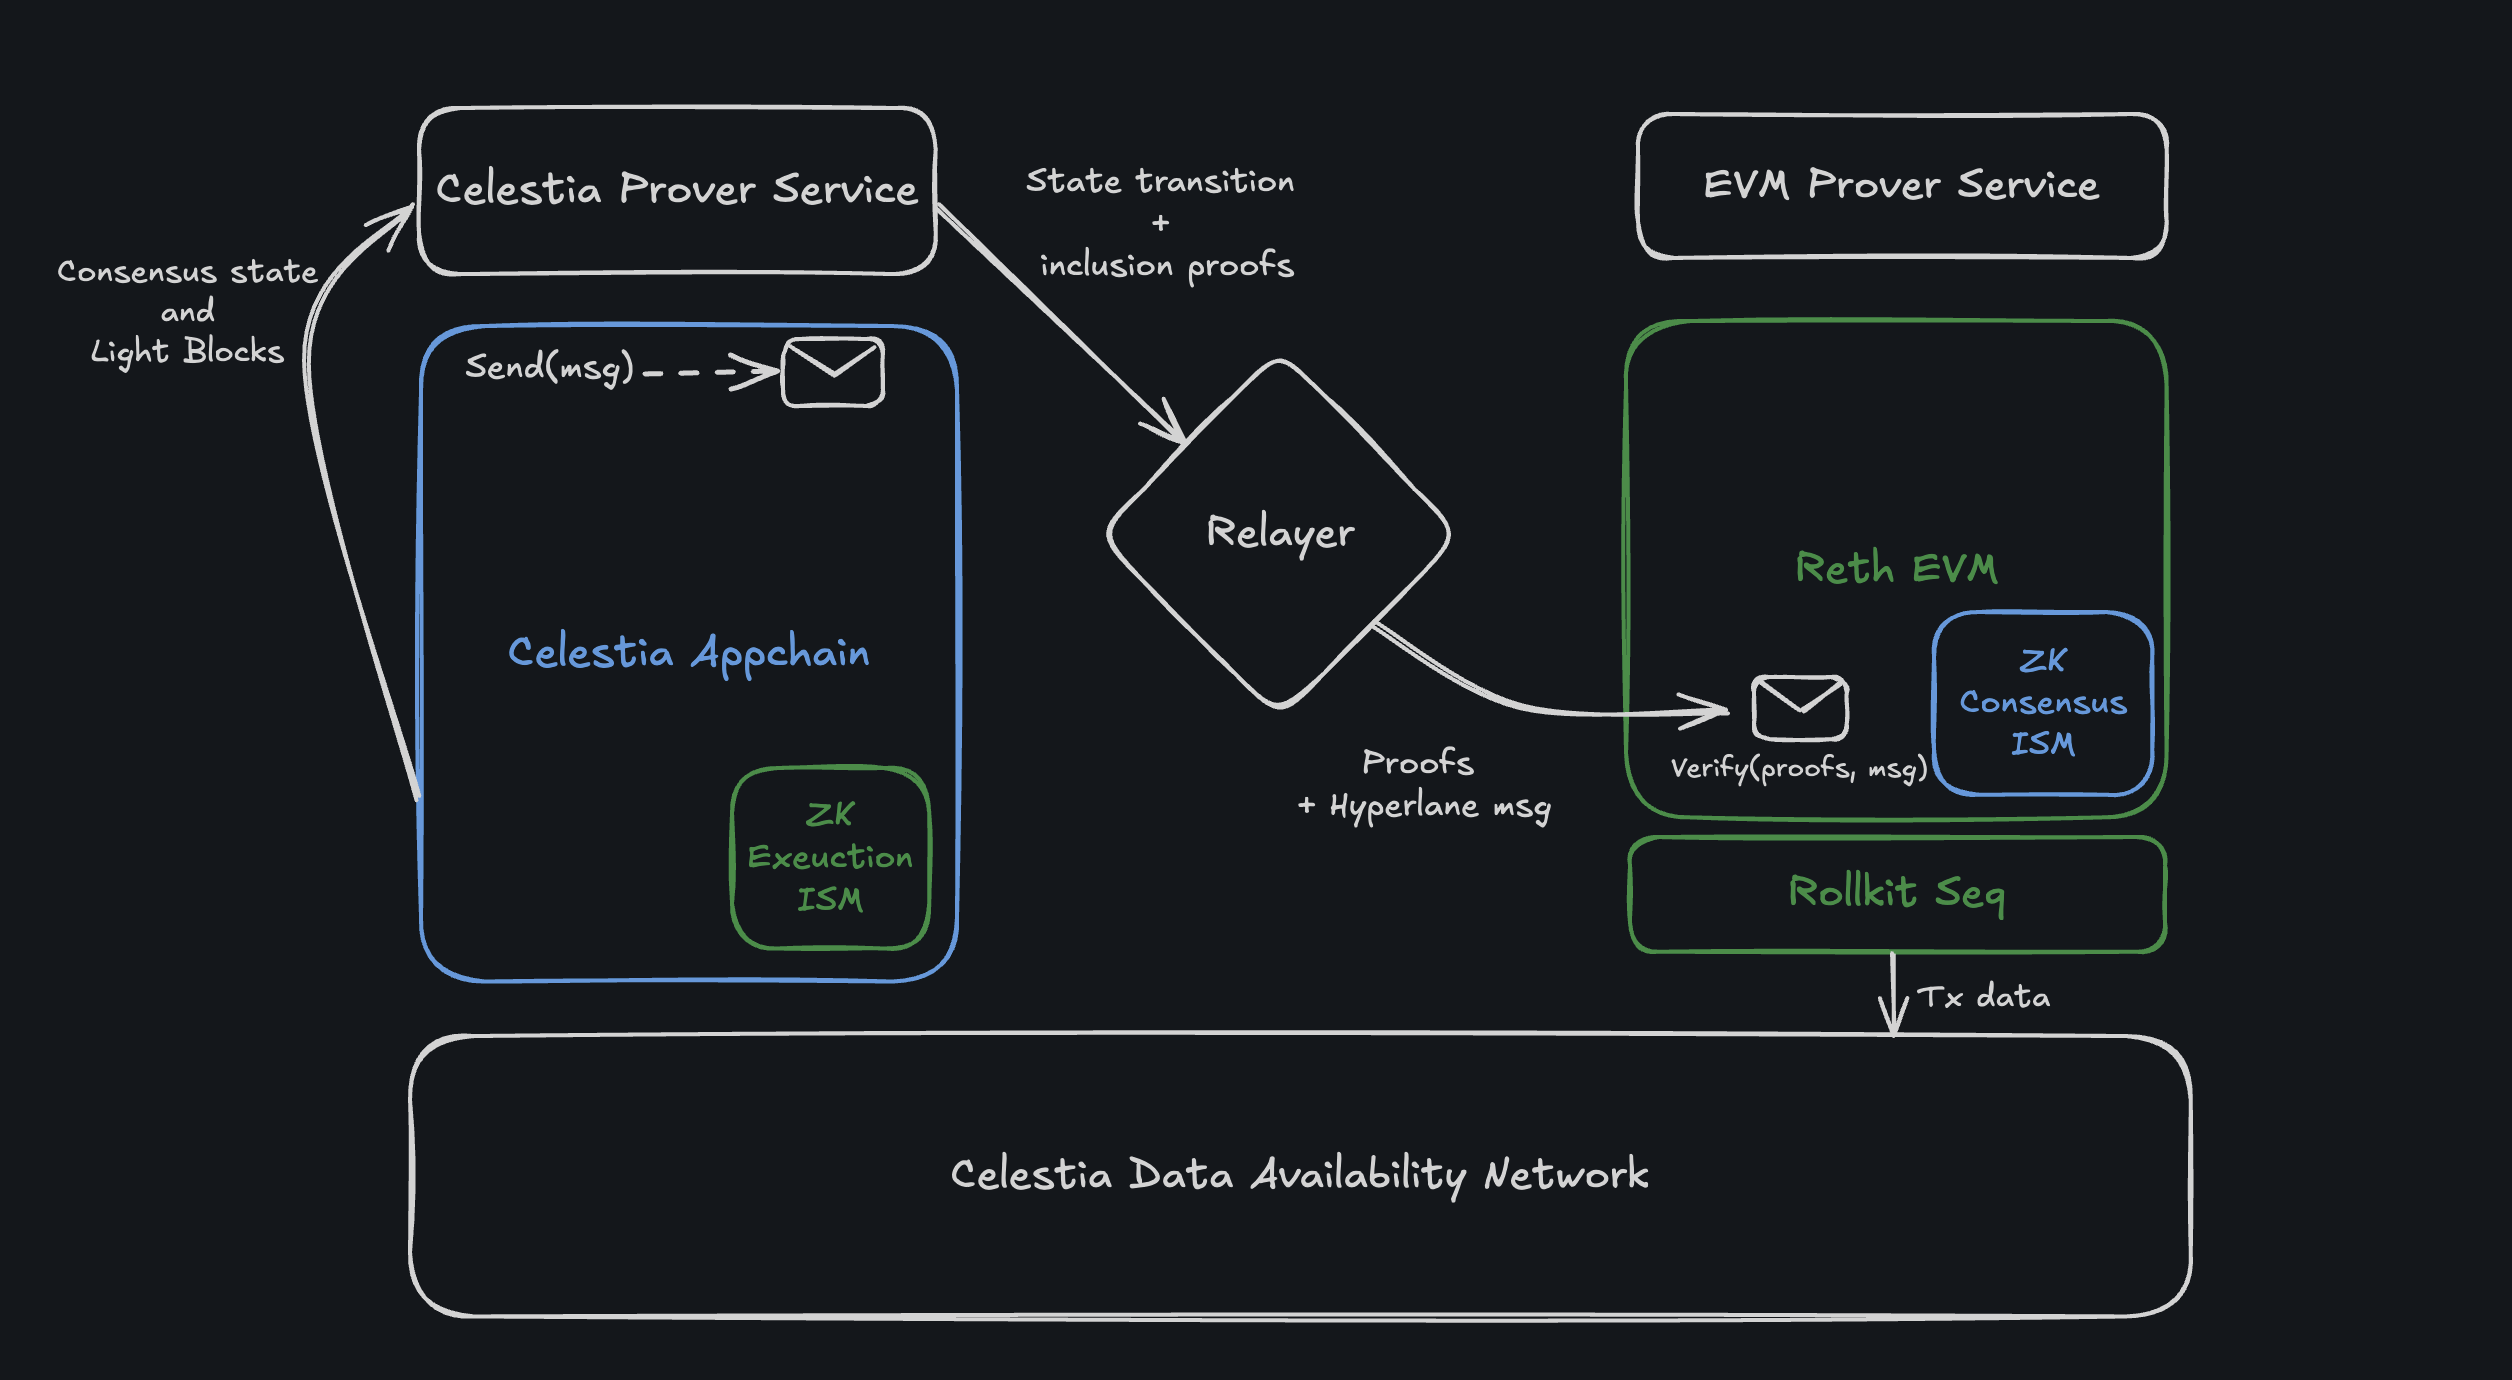 Celestia Prover Service
EVM Prover Service
State transition
+
inclusion proofs
Consensus state
and
Light Blocks
Send(msg)
Relayer
Reth EVM
Celestia Appchain
ZK
Consensus
ISM
Verify(proofs, msg)
Proofs
+ Hyperlane msg
ZK
Exeuction
ISM
Rollkit Seq
Tx data
Celestia Data Availability Network